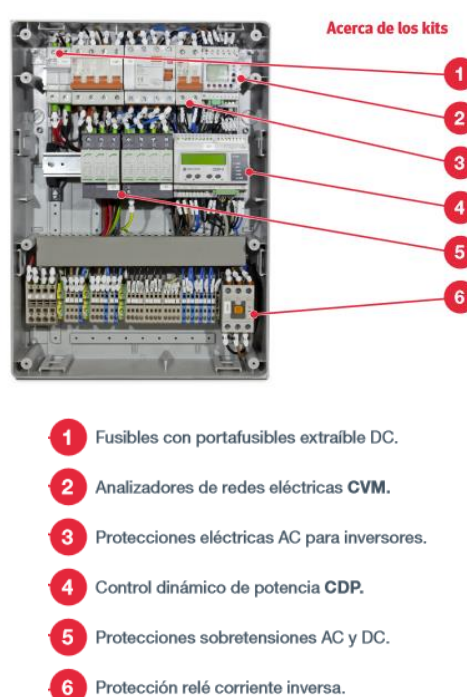 Acerca de los kits
1
2
3
4
5
6
1 Fusibles con portafusibles extraíble DC.
2 Analizadores de redes eléctricas CVM.
3 Protecciones eléctricas AC para inversores.
4 Control dinámico de potencia CDP.
5 Protecciones sobretensiones AC y DC.
6 Protección relé corriente inversa.